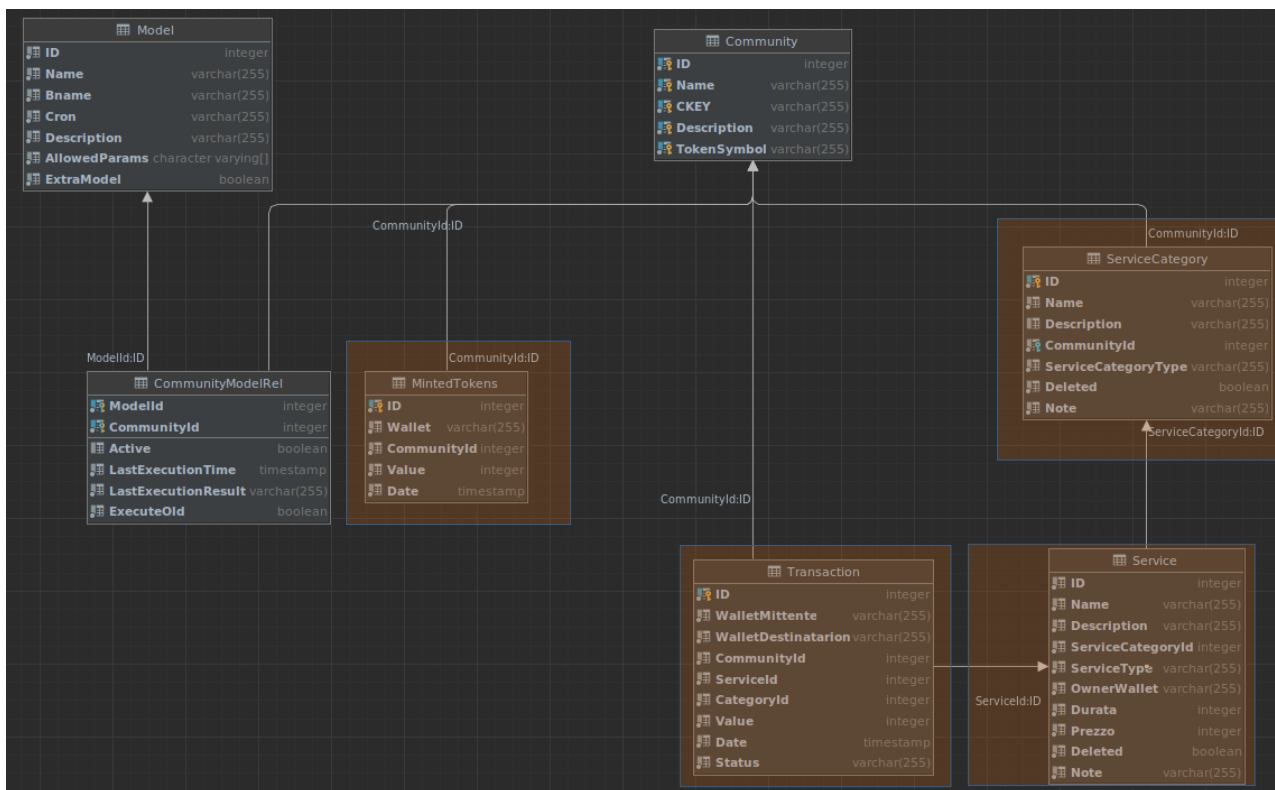 Model
ID integer
Name varchar(255)
Bname varchar(255)
Cron varchar(255)
Description varchar(255)
AllowedParams character varying[]
ExtraModel boolean
Community
ID integer
Name varchar(255)
CKEY varchar(255)
Description varchar(255)
TokenSymbol varchar(255)
CommunityId:ID
CommunityId:ID
ServiceCategory
ID integer
Name varchar(255)
Description varchar(255)
CommunityId integer
ServiceCategoryType varchar(255)
Deleted boolean
Note varchar(255)
ServiceCategoryId:ID
ModelId:ID
CommunityModelRel
ModelId integer
CommunityId integer
Active boolean
LastExecutionTime timestamp
LastExecutionResult varchar(255)
ExecuteOld boolean
CommunityId:ID
MintedTokens
ID integer
Wallet varchar(255)
CommunityId integer
Value integer
Date timestamp
CommunityId:ID
Transaction
ID integer
WalletMittente varchar(255)
WalletDestinatarion varchar(255)
CommunityId integer
ServiceId integer
CategoryId integer
Value integer
Date timestamp
Status varchar(255)
ServiceId:ID
Service
ID integer
Name varchar(255)
Description varchar(255)
ServiceCategoryId integer
ServiceType varchar(255)
OwnerWallet varchar(255)
Durata integer
Prezzo integer
Deleted boolean
Note varchar(255)